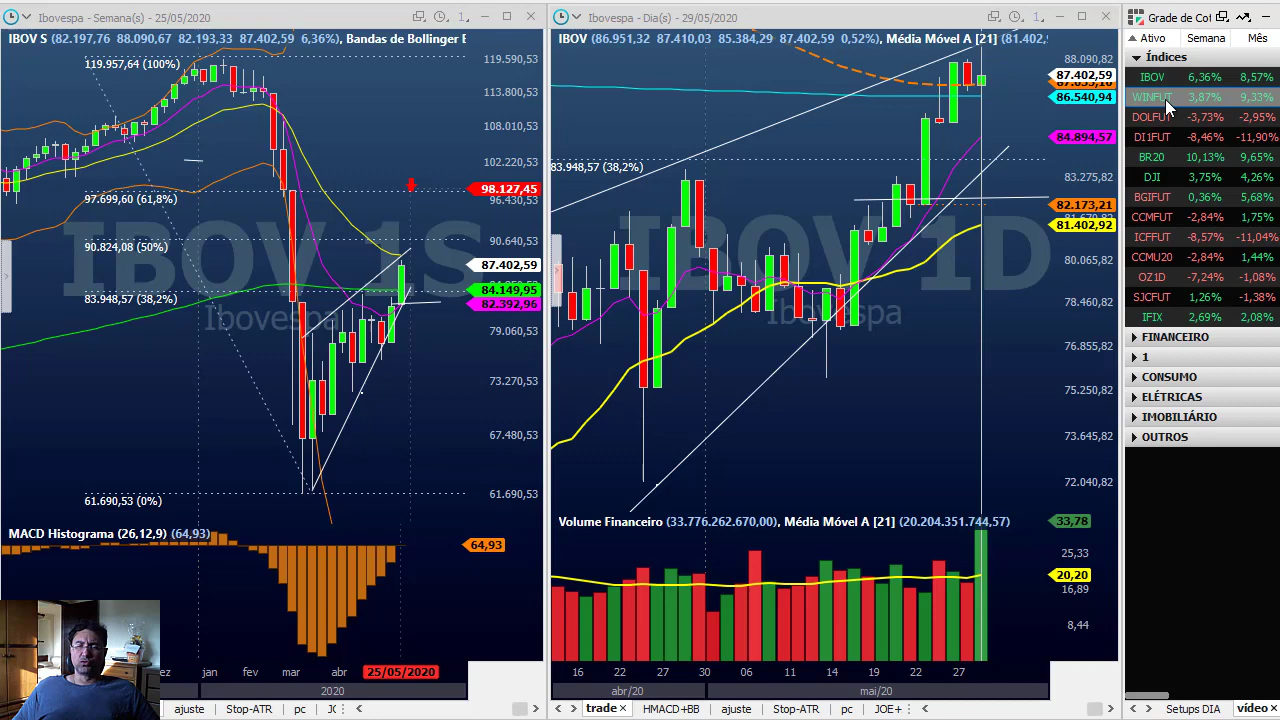 Ibovespa - Semana(s) - 25/05/2020
IBOV S (82.197,76 88.090,67 82.193,33 87.402,59 6,36%), Bandas de Bollinger E
119.957,64 (100%)
97.699,60 (61,8%)
90.824,08 (50%)
83.948,57 (38,2%)
61.690,53 (0%)
IBOV 1S
Ibovespa
119.590,53
113.800,53
108.010,53
102.220,53
98.127,45
96.430,53
90.640,53
87.402,59
84.149,95
82.392,96
79.060,53
73.270,53
67.480,53
61.690,53
MACD Histograma (26,12,9) (64,93)
64,93
dez jan fev mar abr 25/05/2020
2020
ajuste Stop-ATR pc
Ibovespa - Dia(s) - 29/05/2020
IBOV (86.951,32 87.410,03 85.384,29 87.402,59 0,52%), Média Móvel A [21] (81.402,
83.948,57 (38,2%)
IBOV 1D
Ibovespa
88.090,82
87.402,59
86.540,94
84.894,57
83.275,82
82.173,21
81.402,92
80.065,82
78.460,82
76.855,82
75.250,82
73.645,82
72.040,82
Volume Financeiro (33.776.262.670,00), Média Móvel A [21] (20.204.351.744,57)
33,78
25,33
20,20
16,89
8,44
16 22 24 30 06 11 14 19 22 27
abr/20 mai/20
trade HMACD+BB ajuste Stop-ATR pc JOE+
Grade de Cot
Ativo Semana Mês
Índices
IBOV 6,36% 8,57%
WINFUT 3,87% 9,33%
DOLFUT -3,73% -2,95%
DI1FUT -8,46% -11,90%
BR20 10,13% 9,65%
DJI 3,75% 4,26%
BGIFUT 0,36% 5,68%
CCMFUT -2,84% 1,75%
ICFFUT -8,57% -11,04%
CCMU20 -2,84% 1,44%
OZ1D -7,24% -1,08%
SJCFUT 1,26% -1,38%
IFIX 2,69% 2,08%
FINANCEIRO
1
CONSUMO
ELÉTRICAS
IMOBILIÁRIO
OUTROS
Setups DIA vídeo